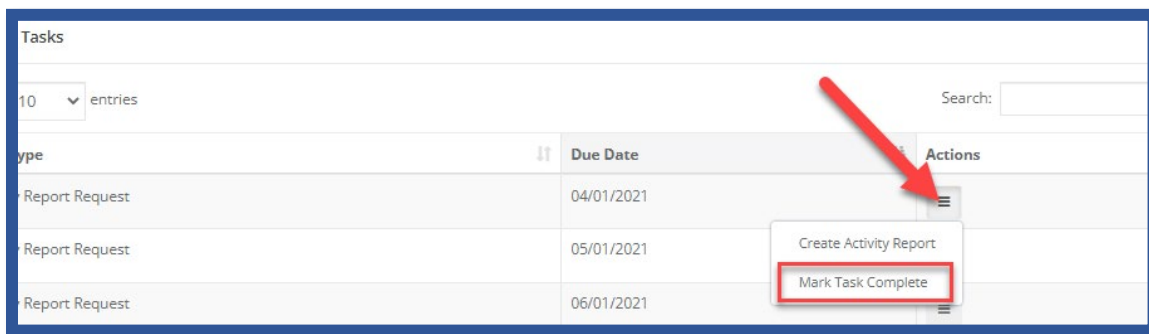 Tasks
10 entries Search:
ype Due Date Actions
Report Request 04/01/2021
Report Request 05/01/2021 Create Activity Report
Mark Task Complete
Report Request 06/01/2021